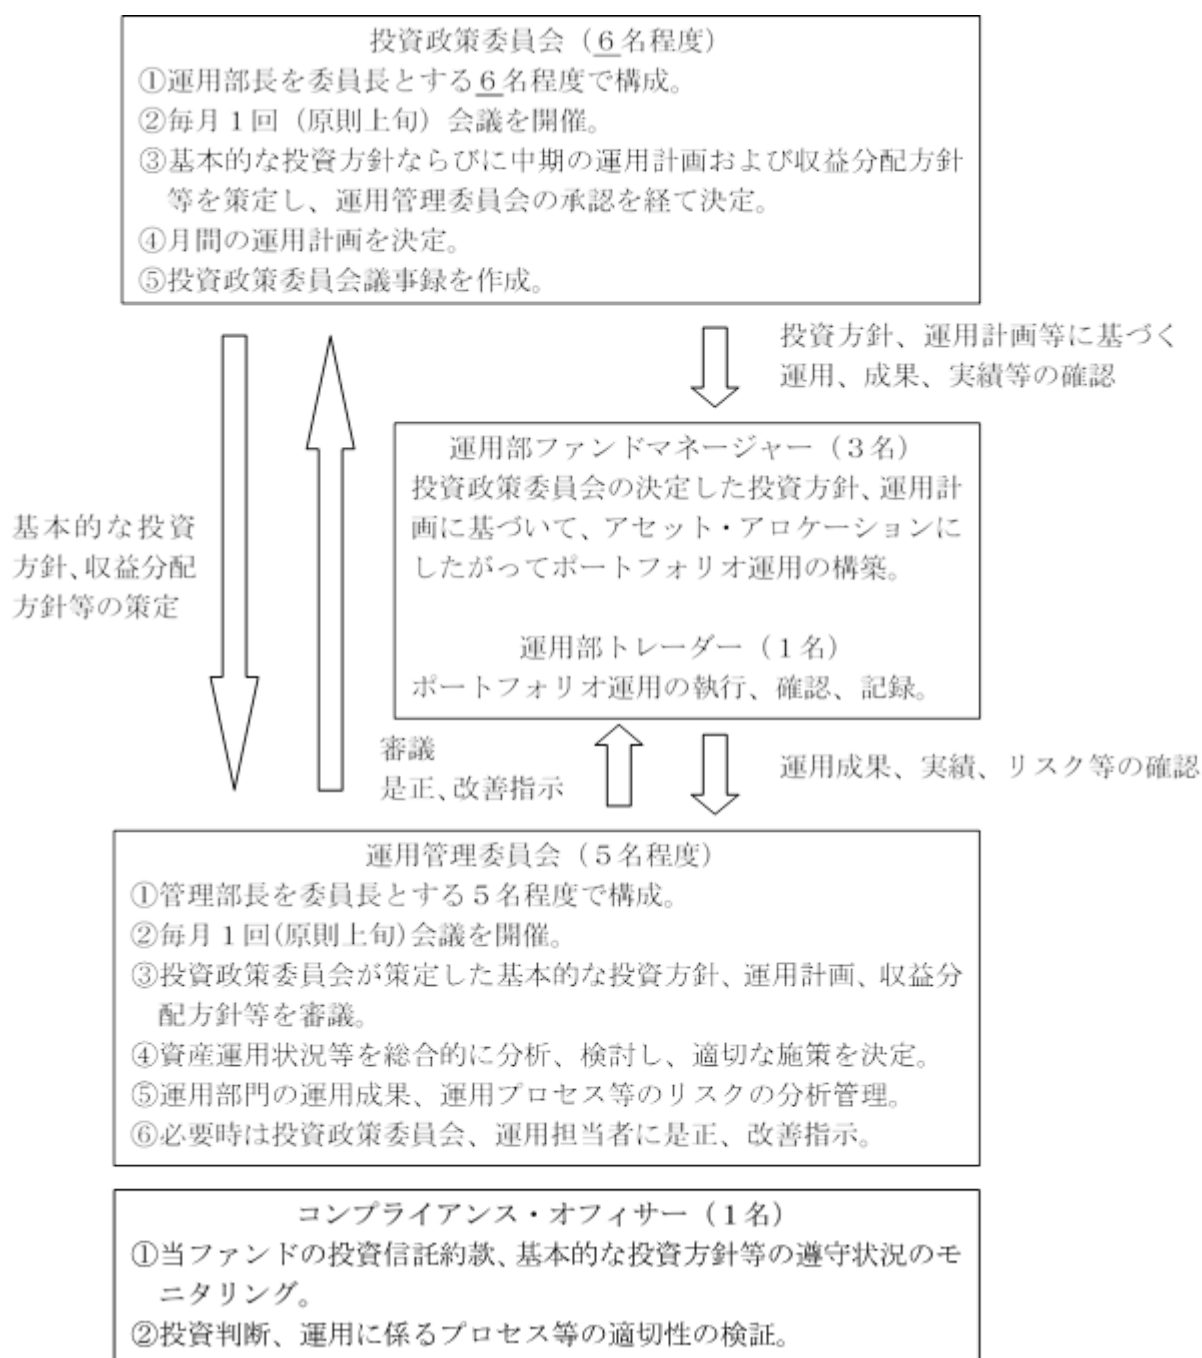 投資政策委員会（６名程度）
①運用部長を委員長とする６名程度で構成。
②毎月１回（原則上旬）会議を開催。
③基本的な投資方針ならびに中期の運用計画および収益分配方針
等を策定し、運用管理委員会の承認を経て決定。
④月間の運用計画を決定。
⑤投資政策委員会議事録を作成。
投資方針、運用計画等に基づく
運用、成果、実績等の確認
運用部ファンドマネージャー（３名）
投資政策委員会の決定した投資方針、運用計
画に基づいて、アセット・アロケーションに
したがってポートフォリオ運用の構築。
運用部トレーダー（１名）
ポートフォリオ運用の執行、確認、記録。
基本的な投資
方針、収益分配
方針等の策定
審議
是正、改善指示
運用成果、実績、リスク等の確認
運用管理委員会（５名程度）
①管理部長を委員長とする５名程度で構成。
②毎月１回(原則上旬)会議を開催。
③投資政策委員会が策定した基本的な投資方針、運用計画、収益分
配方針等を審議。
④資産運用状況等を総合的に分析、検討し、適切な施策を決定。
⑤運用部門の運用成果、運用プロセス等のリスクの分析管理。
⑥必要時は投資政策委員会、運用担当者に是正、改善指示。
コンプライアンス・オフィサー（１名）
①当ファンドの投資信託約款、基本的な投資方針等の遵守状況のモ
ニタリング。
②投資判断、運用に係るプロセス等の適切性の検証。